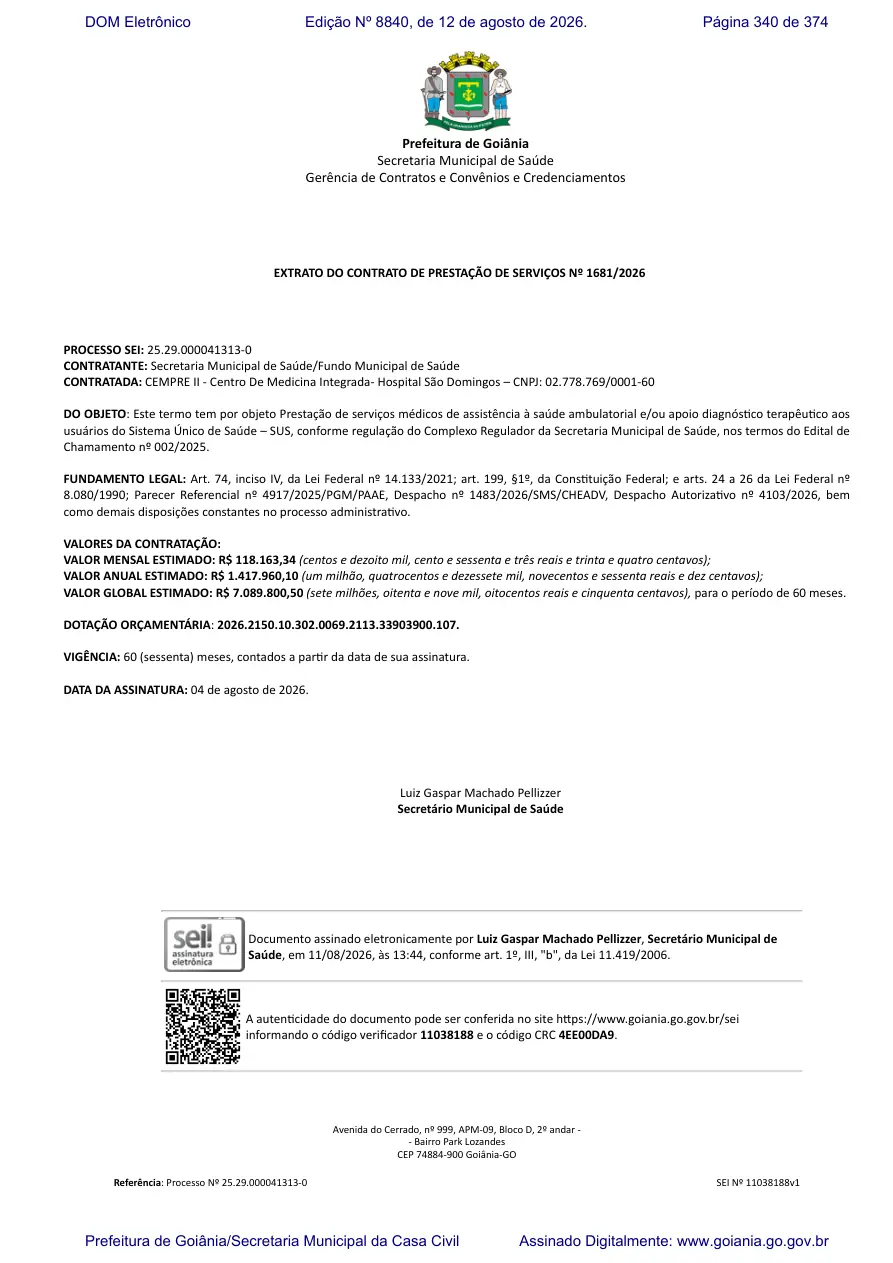 DOM Eletrônico Edição Nº 8840, de 12 de agosto de 2026. Página 340 de 374
Prefeitura de Goiânia
Secretaria Municipal de Saúde
Gerência de Contratos e Convênios e Credenciamentos
EXTRATO DO CONTRATO DE PRESTAÇÃO DE SERVIÇOS Nº 1681/2026
PROCESSO SEI: 25.29.000041313-0
CONTRATANTE: Secretaria Municipal de Saúde/Fundo Municipal de Saúde
CONTRATADA: CEMPRE II - Centro De Medicina Integrada- Hospital São Domingos – CNPJ: 02.778.769/0001-60
DO OBJETO: Este termo tem por objeto Prestação de serviços médicos de assistência à saúde ambulatorial e/ou apoio diagnóstico terapêutico aos
usuários do Sistema Único de Saúde – SUS, conforme regulação do Complexo Regulador da Secretaria Municipal de Saúde, nos termos do Edital de
Chamamento nº 002/2025.
FUNDAMENTO LEGAL: Art. 74, inciso IV, da Lei Federal nº 14.133/2021; art. 199, §1º, da Constituição Federal; e arts. 24 a 26 da Lei Federal nº
8.080/1990; Parecer Referencial nº 4917/2025/PGM/PAAE, Despacho nº 1483/2026/SMS/CHEADV, Despacho Autorizativo nº 4103/2026, bem
como demais disposições constantes no processo administrativo.
VALORES DA CONTRATAÇÃO:
VALOR MENSAL ESTIMADO: R$ 118.163,34 (centos e dezoito mil, cento e sessenta e três reais e trinta e quatro centavos);
VALOR ANUAL ESTIMADO: R$ 1.417.960,10 (um milhão, quatrocentos e dezessete mil, novecentos e sessenta reais e dez centavos);
VALOR GLOBAL ESTIMADO: R$ 7.089.800,50 (sete milhões, oitenta e nove mil, oitocentos reais e cinquenta centavos), para o período de 60 meses.
DOTAÇÃO ORÇAMENTÁRIA: 2026.2150.10.302.0069.2113.33903900.107.
VIGÊNCIA: 60 (sessenta) meses, contados a partir da data de sua assinatura.
DATA DA ASSINATURA: 04 de agosto de 2026.
Luiz Gaspar Machado Pellizzer
Secretário Municipal de Saúde
sei!
assinatura
eletrônica
Documento assinado eletronicamente por Luiz Gaspar Machado Pellizzer, Secretário Municipal de
Saúde, em 11/08/2026, às 13:44, conforme art. 1º, III, "b", da Lei 11.419/2006.
A autenticidade do documento pode ser conferida no site https://www.goiania.go.gov.br/sei
informando o código verificador 11038188 e o código CRC 4EE00DA9.
Avenida do Cerrado, nº 999, APM-09, Bloco D, 2º andar -
- Bairro Park Lozandes
CEP 74884-900 Goiânia-GO
Referência: Processo Nº 25.29.000041313-0 SEI Nº 11038188v1
Prefeitura de Goiânia/Secretaria Municipal da Casa Civil Assinado Digitalmente: www.goiania.go.gov.br